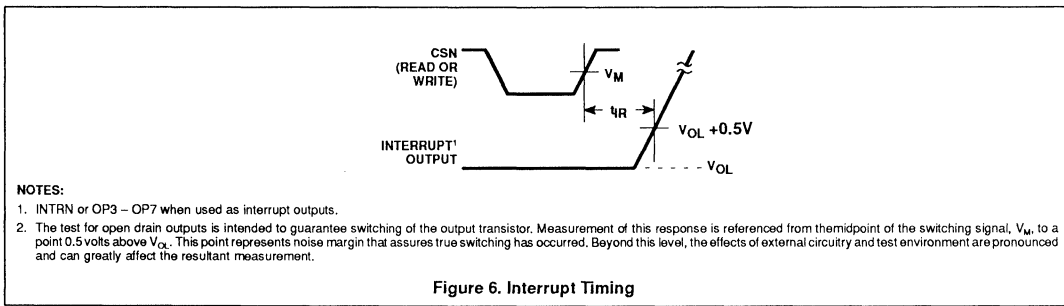 CSN
(READ OR
WRITE)
VM
tIR
VOL +0.5V
INTERRUPT1
OUTPUT
VOL
NOTES:
1. INTRN or OP3 – OP7 when used as interrupt outputs.
2. The test for open drain outputs is intended to guarantee switching of the output transistor. Measurement of this response is referenced from themidpoint of the switching signal, VM, to a
point 0.5 volts above VOL. This point represents noise margin that assures true switching has occurred. Beyond this level, the effects of external circuitry and test environment are pronounced
and can greatly affect the resultant measurement.
Figure 6. Interrupt Timing